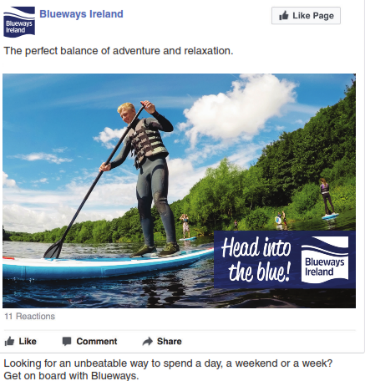 Blueways Ireland
Blueways
Ireland
Like Page
The perfect balance of adventure and relaxation.
Head into
the blue!
Blueways
Ireland
11 Reactions
Like Comment Share
Looking for an unbeatable way to spend a day, a weekend or a week?
Get on board with Blueways.